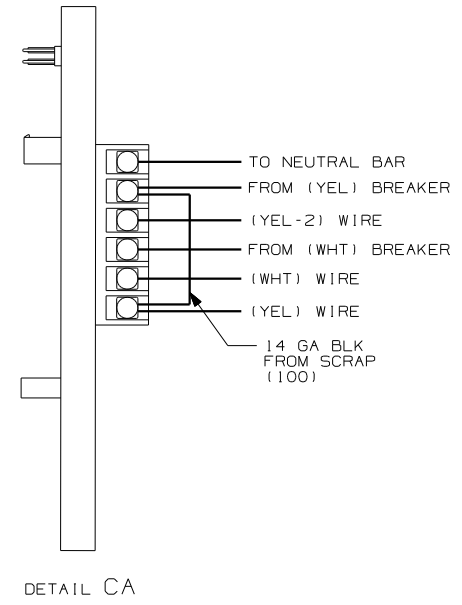 TO NEUTRAL BAR
FROM (YEL) BREAKER
(YEL-2) WIRE
FROM (WHT) BREAKER
(WHT) WIRE
(YEL) WIRE
14 GA BLK
FROM SCRAP
(100)
DETAIL CA